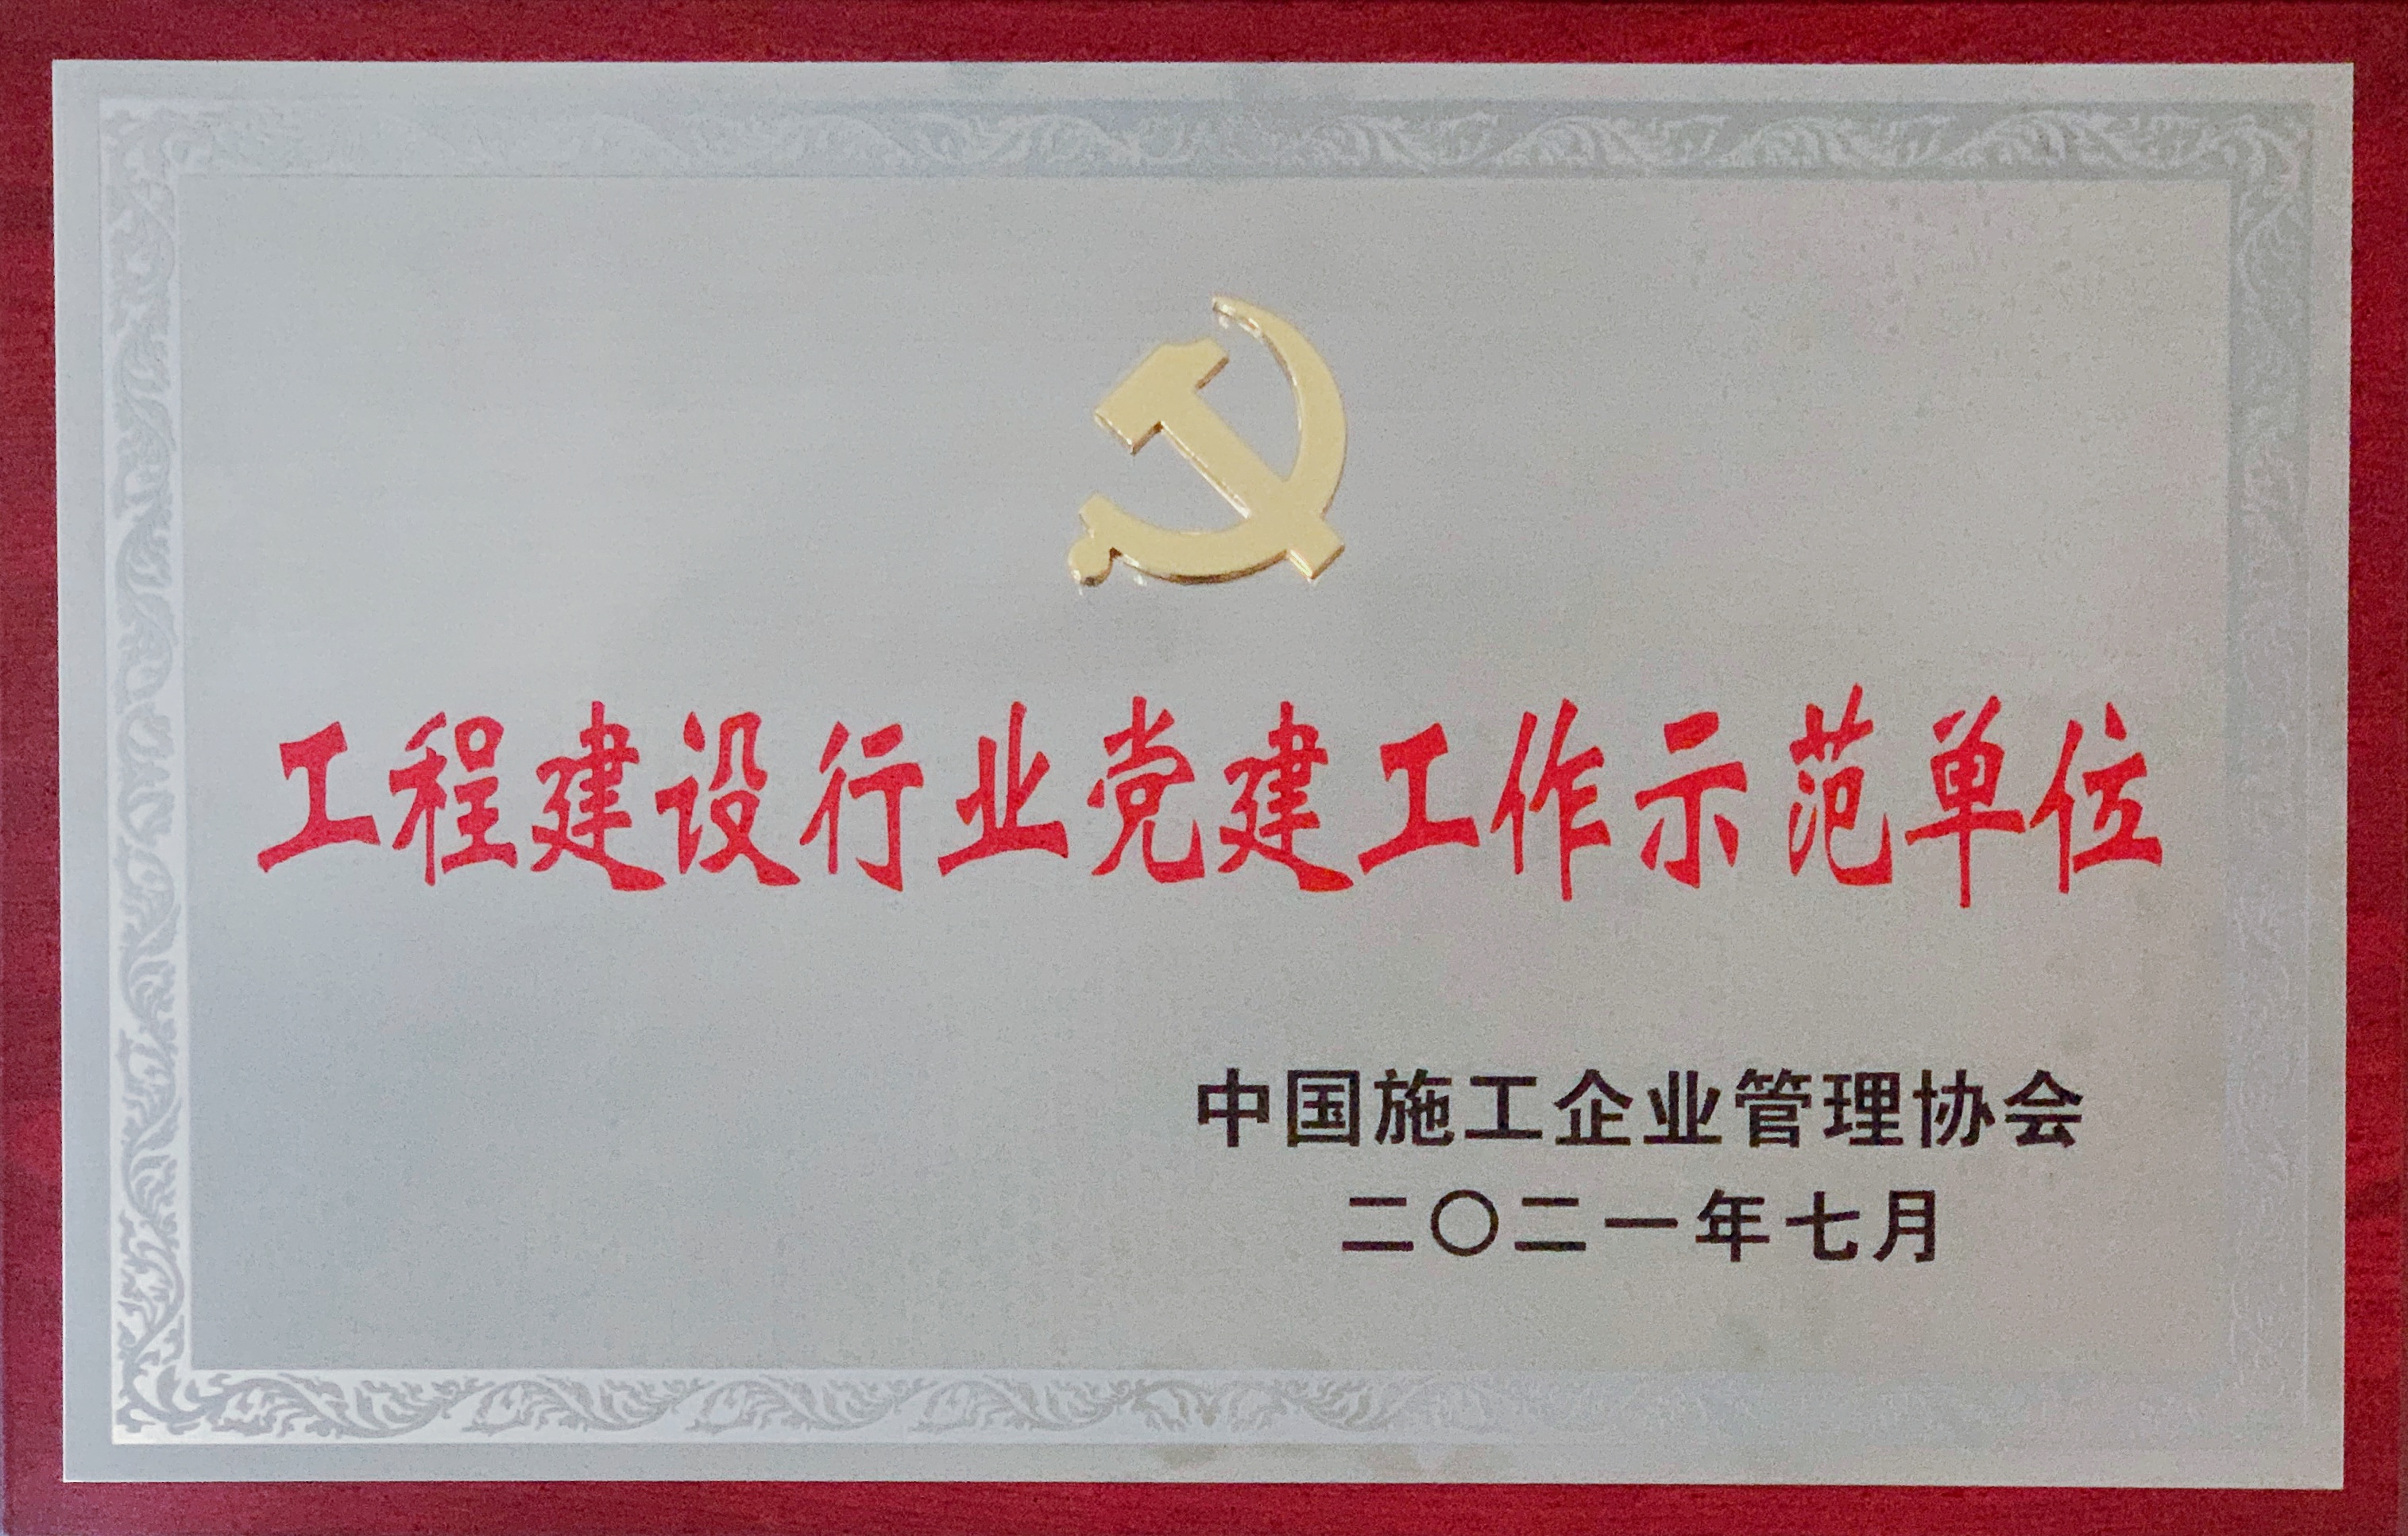 工程建设行业党建工作示范单位
中国施工企业管理协会
二〇二一年七月